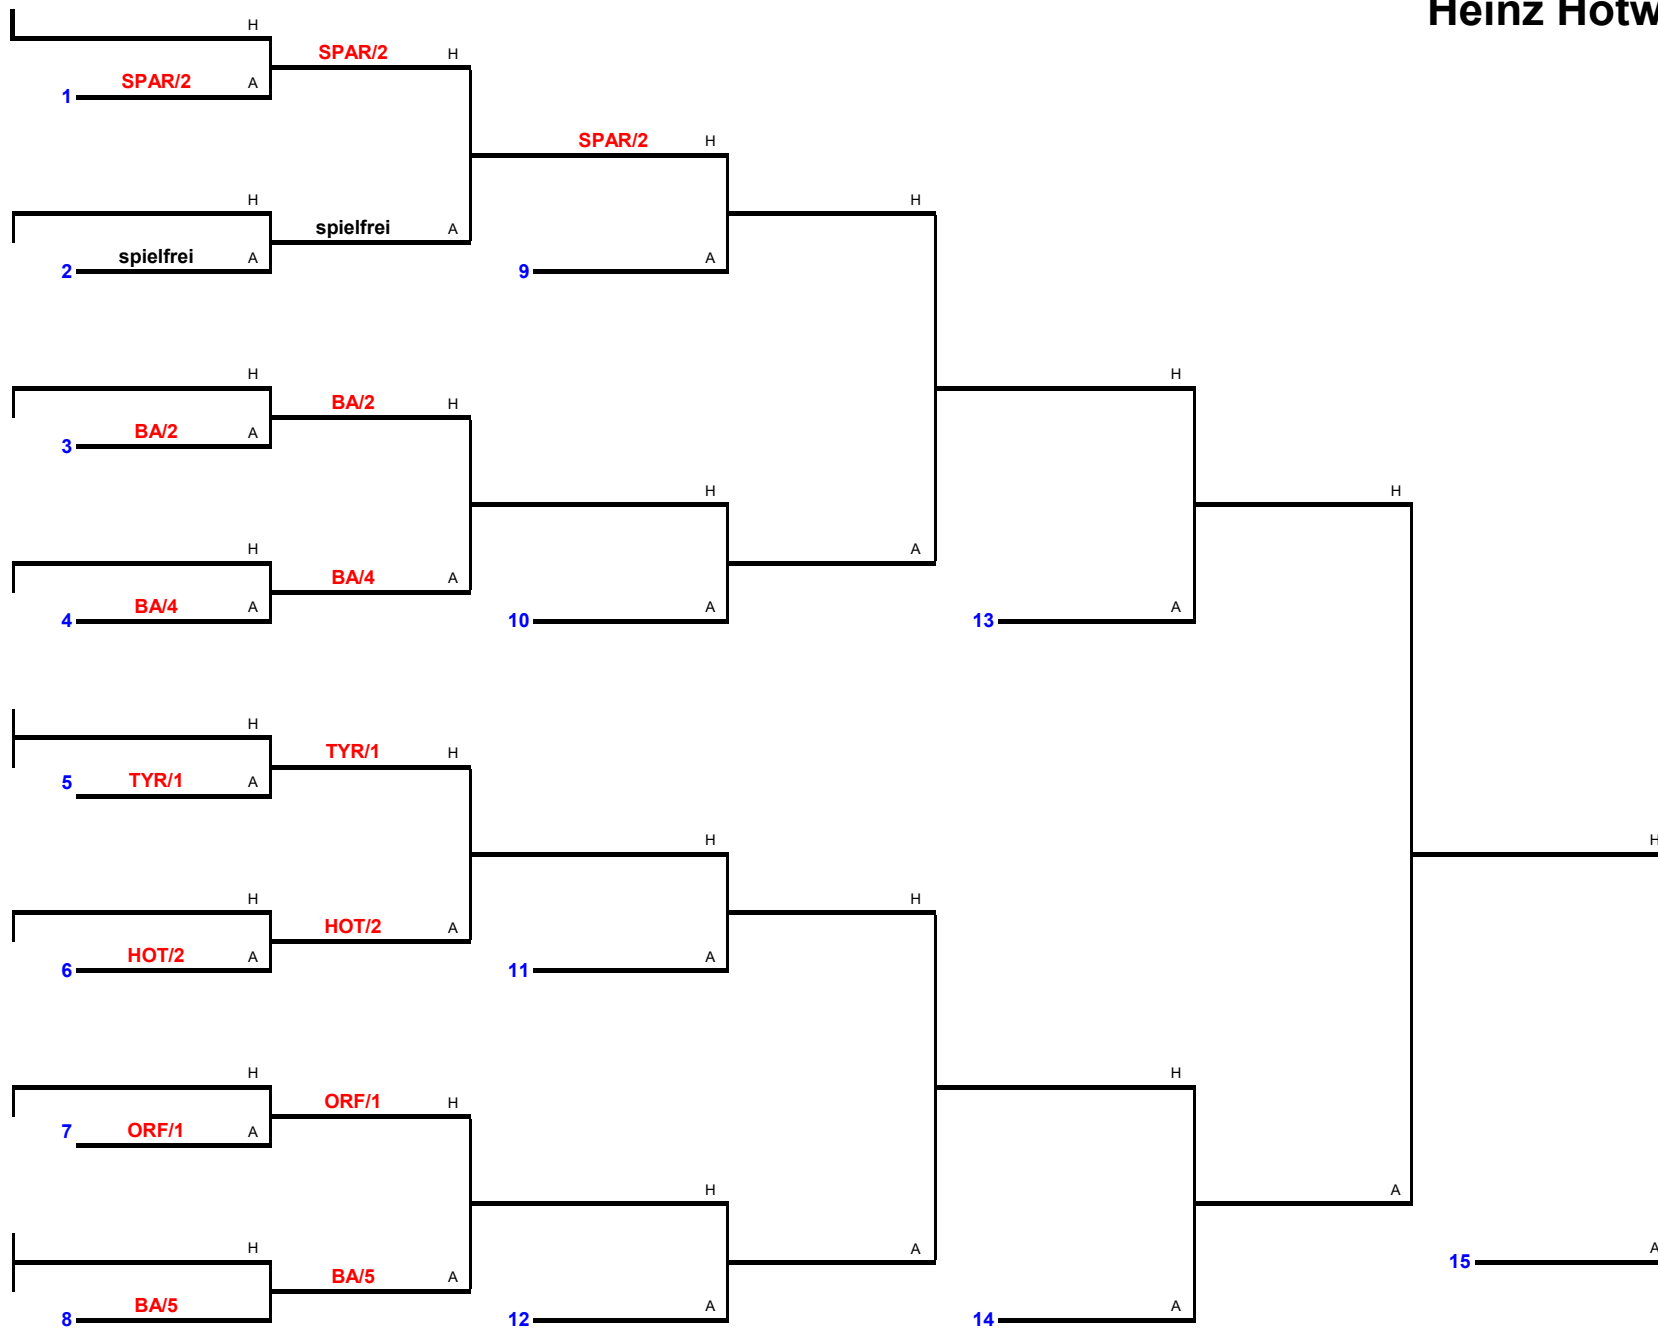 Heinz Hotw
H
SPAR/2 H
1 SPAR/2 A
SPAR/2 H
H H
spielfrei A
2 spielfrei A 9 A
H H
BA/2 H
3 BA/2 A
H H
H A
BA/4 A
4 BA/4 A 10 A 13 A
H
TYR/1 H
5 TYR/1 A
H H
H H
HOT/2 A
6 HOT/2 A 11 A
H H
ORF/1 H
7 ORF/1 A
H A
H A 15 A
BA/5 A
8 BA/5 12 A 14 A